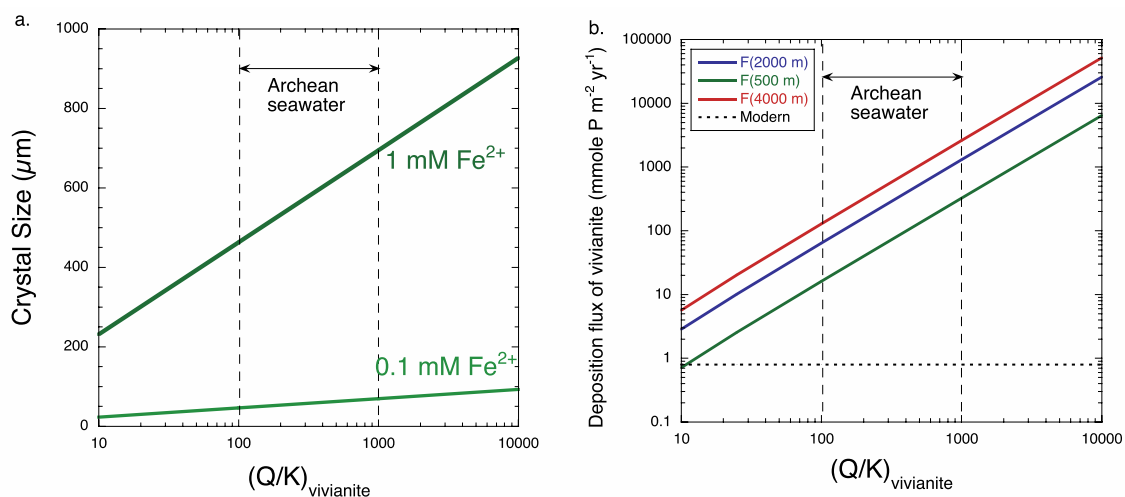 a.
Crystal Size (µm)
1000
800
600
400
200
0
Archean
seawater
1 mM Fe²⁺
0.1 mM Fe²⁺
10
100
1000
10000
(Q/K)vivianite
b.
Deposition flux of vivianite (mmole P m⁻² yr⁻¹)
100000
10000
1000
100
10
1
0.1
F(2000 m)
F(500 m)
F(4000 m)
Modern
Archean
seawater
10
100
1000
10000
(Q/K)vivianite